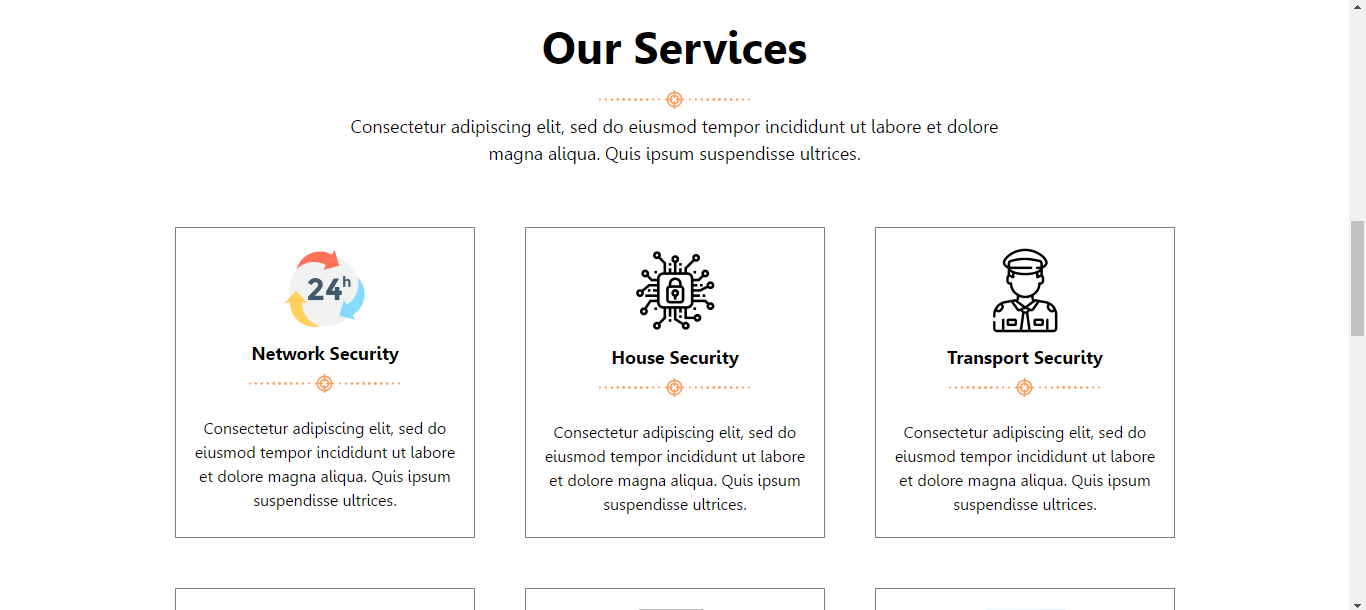 Our Services
Consectetur adipiscing elit, sed do eiusmod tempor incididunt ut labore et dolore
magna aliqua. Quis ipsum suspendisse ultrices.
24h
Network Security
Consectetur adipiscing elit, sed do
eiusmod tempor incididunt ut labore
et dolore magna aliqua. Quis ipsum
suspendisse ultrices.
House Security
Consectetur adipiscing elit, sed do
eiusmod tempor incididunt ut labore
et dolore magna aliqua. Quis ipsum
suspendisse ultrices.
Transport Security
Consectetur adipiscing elit, sed do
eiusmod tempor incididunt ut labore
et dolore magna aliqua. Quis ipsum
suspendisse ultrices.